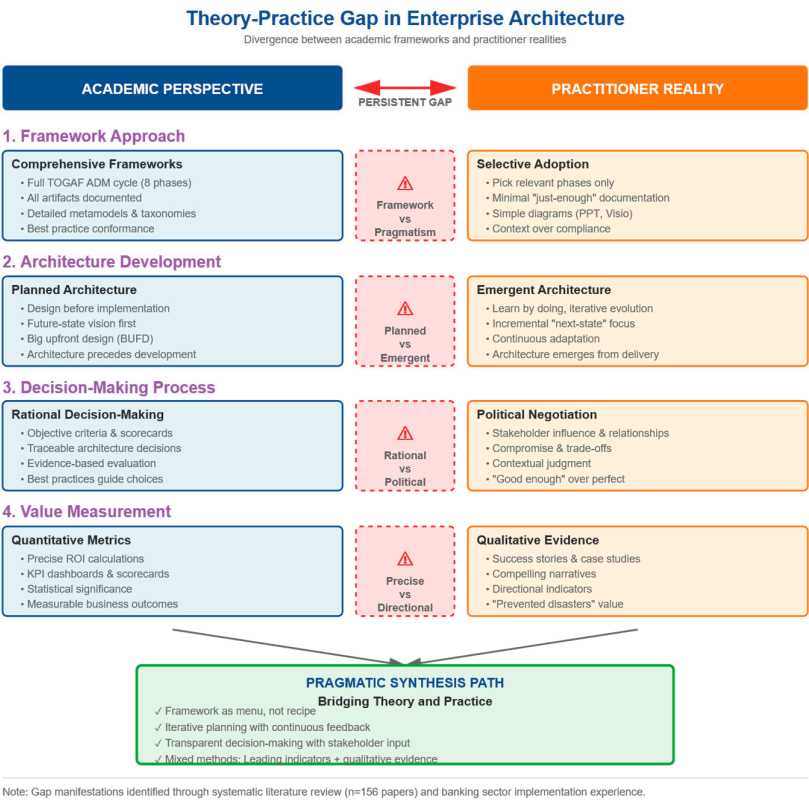 Theory-Practice Gap in Enterprise Architecture
Divergence between academic frameworks and practitioner realities
ACADEMIC PERSPECTIVE
PERSISTENT GAP
PRACTITIONER REALITY
1. Framework Approach
Comprehensive Frameworks
• Full TOGAF ADM cycle (8 phases)
• All artifacts documented
• Detailed metamodels & taxonomies
• Best practice conformance
Framework
vs
Pragmatism
Selective Adoption
• Pick relevant phases only
• Minimal "just-enough" documentation
• Simple diagrams (PPT, Visio)
• Context over compliance
2. Architecture Development
Planned Architecture
• Design before implementation
• Future-state vision first
• Big upfront design (BUFD)
• Architecture precedes development
Planned
vs
Emergent
Emergent Architecture
• Learn by doing, iterative evolution
• Incremental "next-state" focus
• Continuous adaptation
• Architecture emerges from delivery
3. Decision-Making Process
Rational Decision-Making
• Objective criteria & scorecards
• Traceable architecture decisions
• Evidence-based evaluation
• Best practices guide choices
Rational
vs
Political
Political Negotiation
• Stakeholder influence & relationships
• Compromise & trade-offs
• Contextual judgment
• "Good enough" over perfect
4. Value Measurement
Quantitative Metrics
• Precise ROI calculations
• KPI dashboards & scorecards
• Statistical significance
• Measurable business outcomes
Precise
vs
Directional
Qualitative Evidence
• Success stories & case studies
• Compelling narratives
• Directional indicators
• "Prevented disasters" value
PRAGMATIC SYNTHESIS PATH
Bridging Theory and Practice
✓ Framework as menu, not recipe
✓ Iterative planning with continuous feedback
✓ Transparent decision-making with stakeholder input
✓ Mixed methods: Leading indicators + qualitative evidence
Note: Gap manifestations identified through systematic literature review (n=156 papers) and banking sector implementation experience.